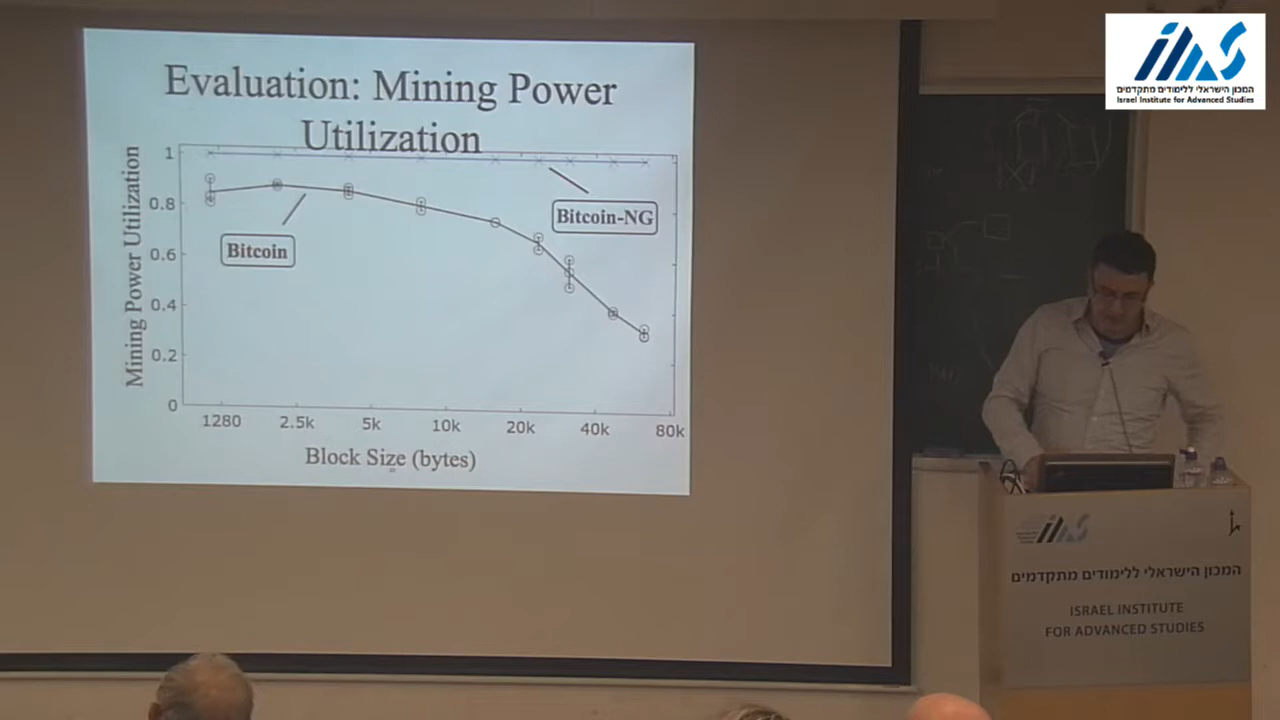 Evaluation: Mining Power
Utilization
Mining Power Utilization
1
0.8
0.6
0.4
0.2
0
Bitcoin
Bitcoin-NG
1280 2.5k 5k 10k 20k 40k 80k
Block Size (bytes)
המכון הישראלי ללימודים מתקדמים
Israel Institute for Advanced Studies
המכון הישראלי ללימודים מתקדמים
ISRAEL INSTITUTE
FOR ADVANCED STUDIES